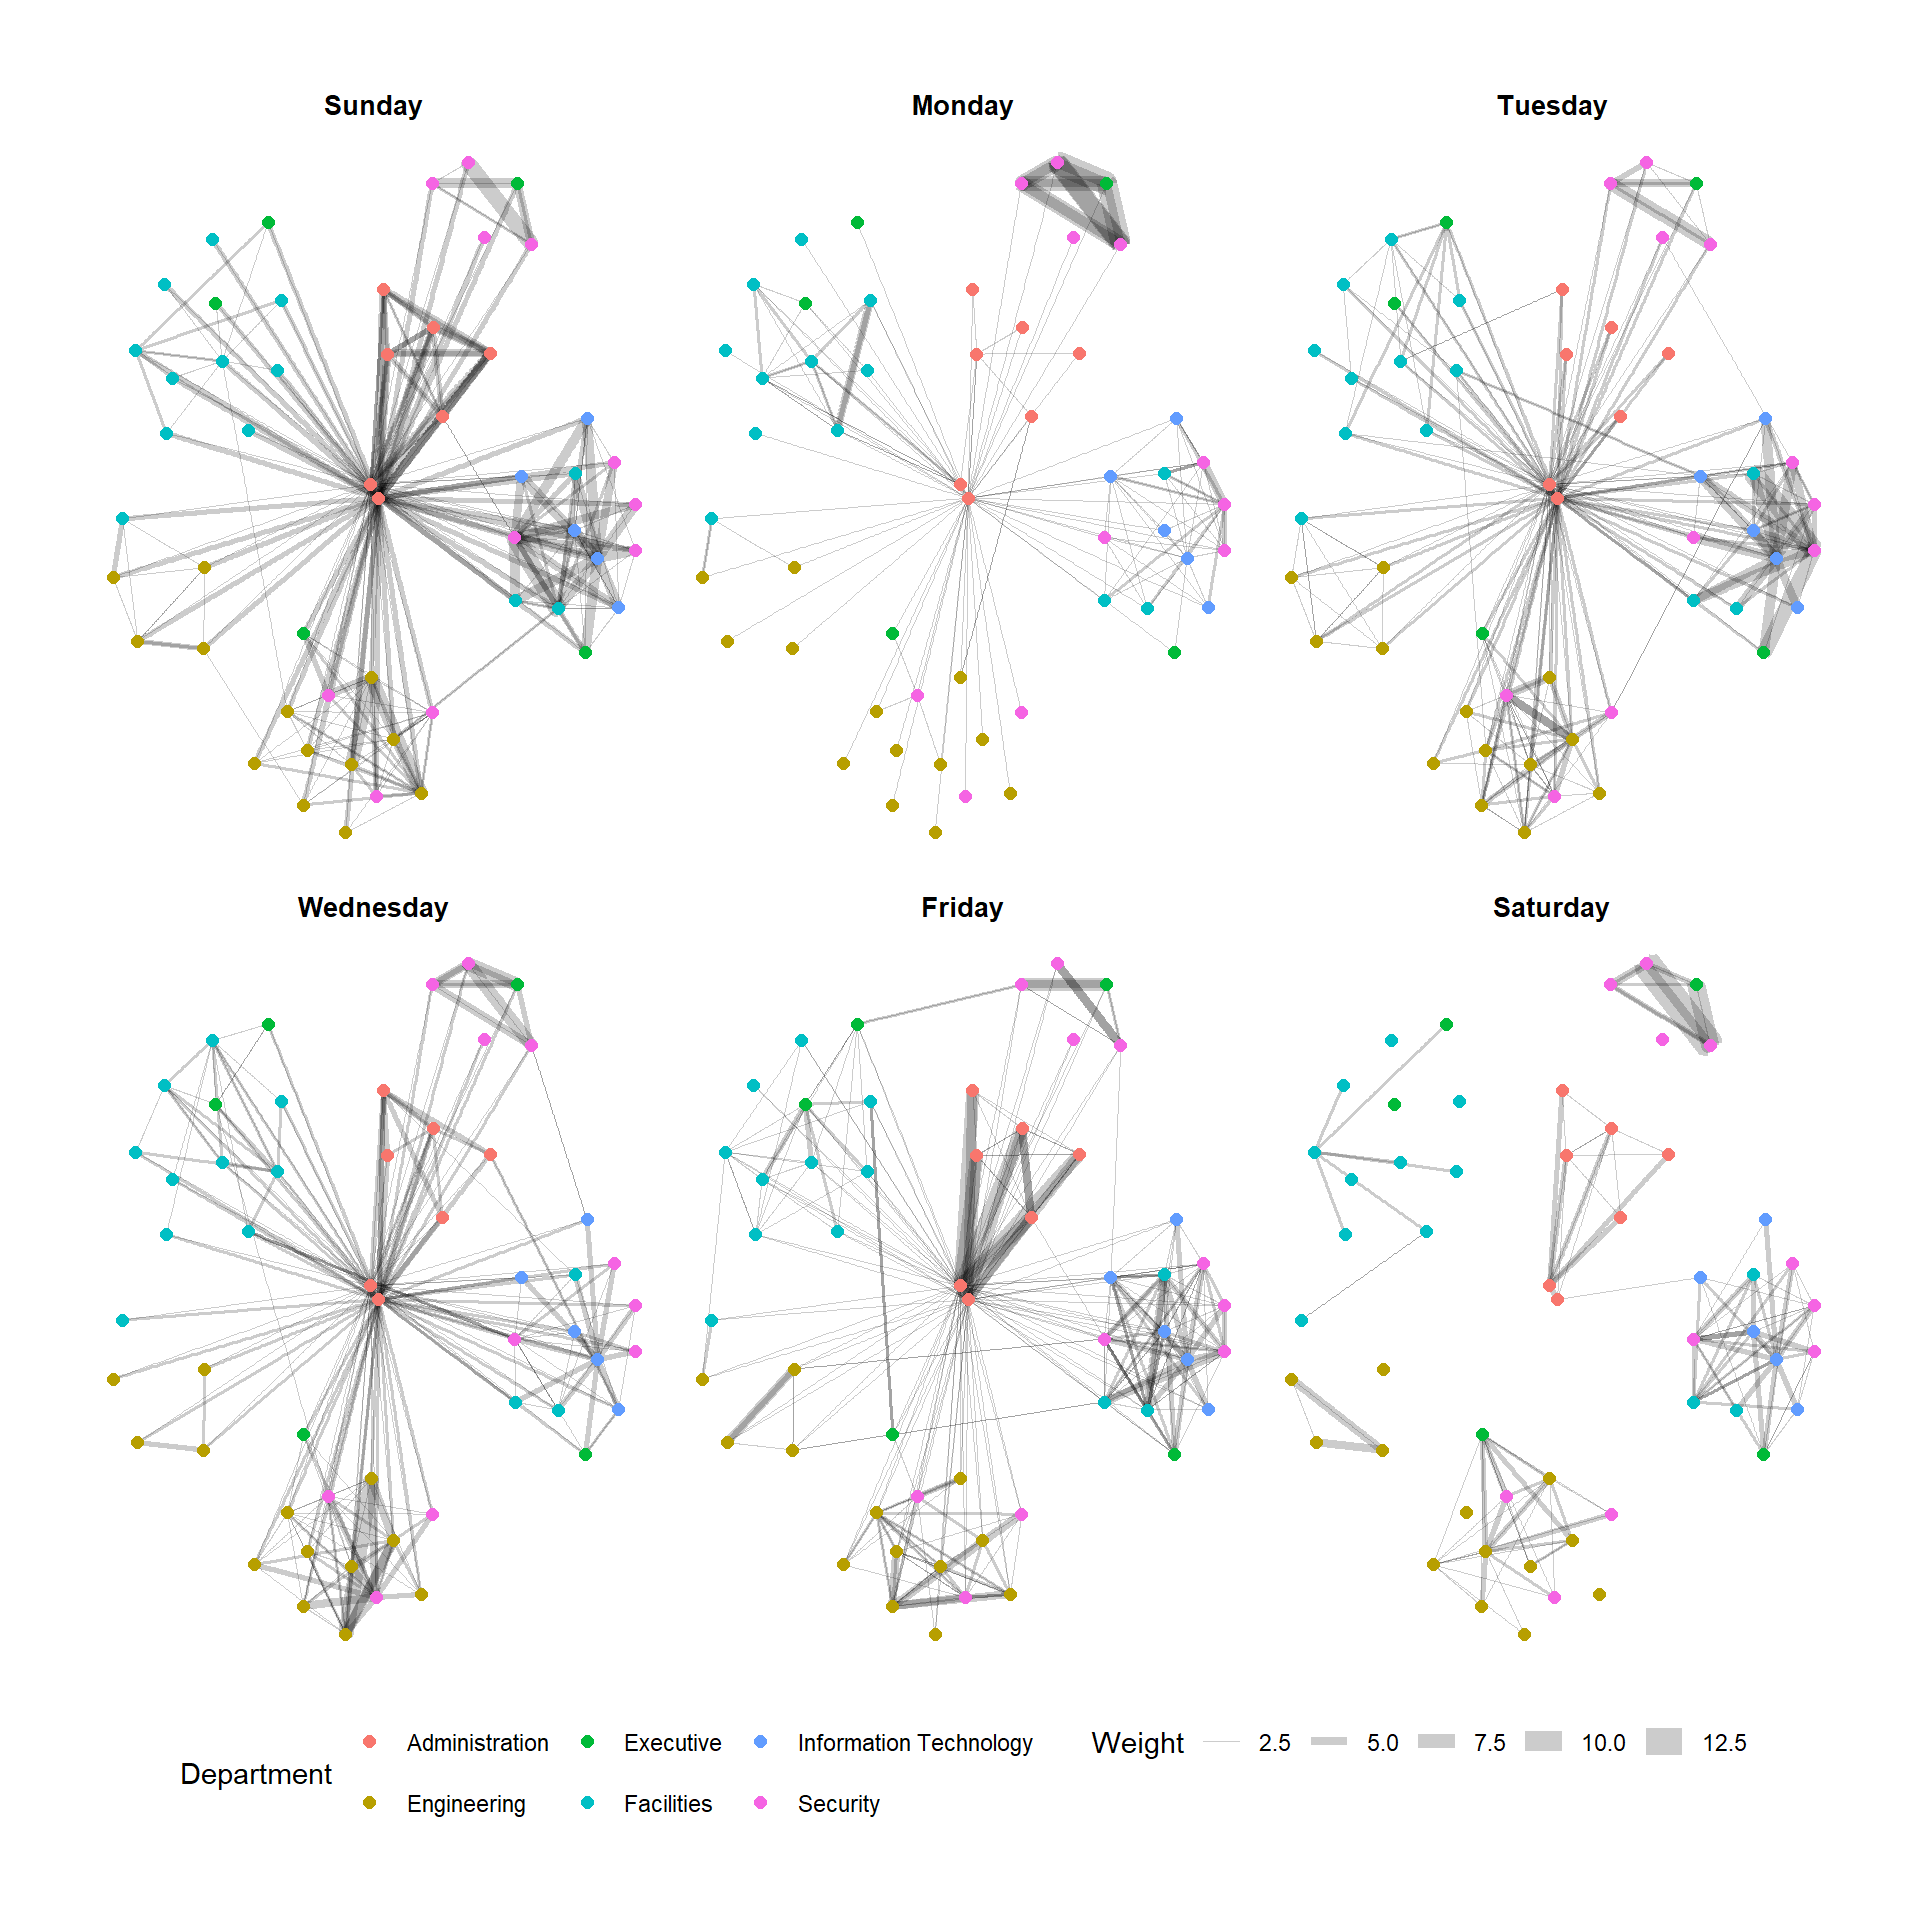 Sunday
Monday
Tuesday
Wednesday
Friday
Saturday
Department
Administration
Executive
Information Technology
Engineering
Facilities
Security
Weight
2.5
5.0
7.5
10.0
12.5